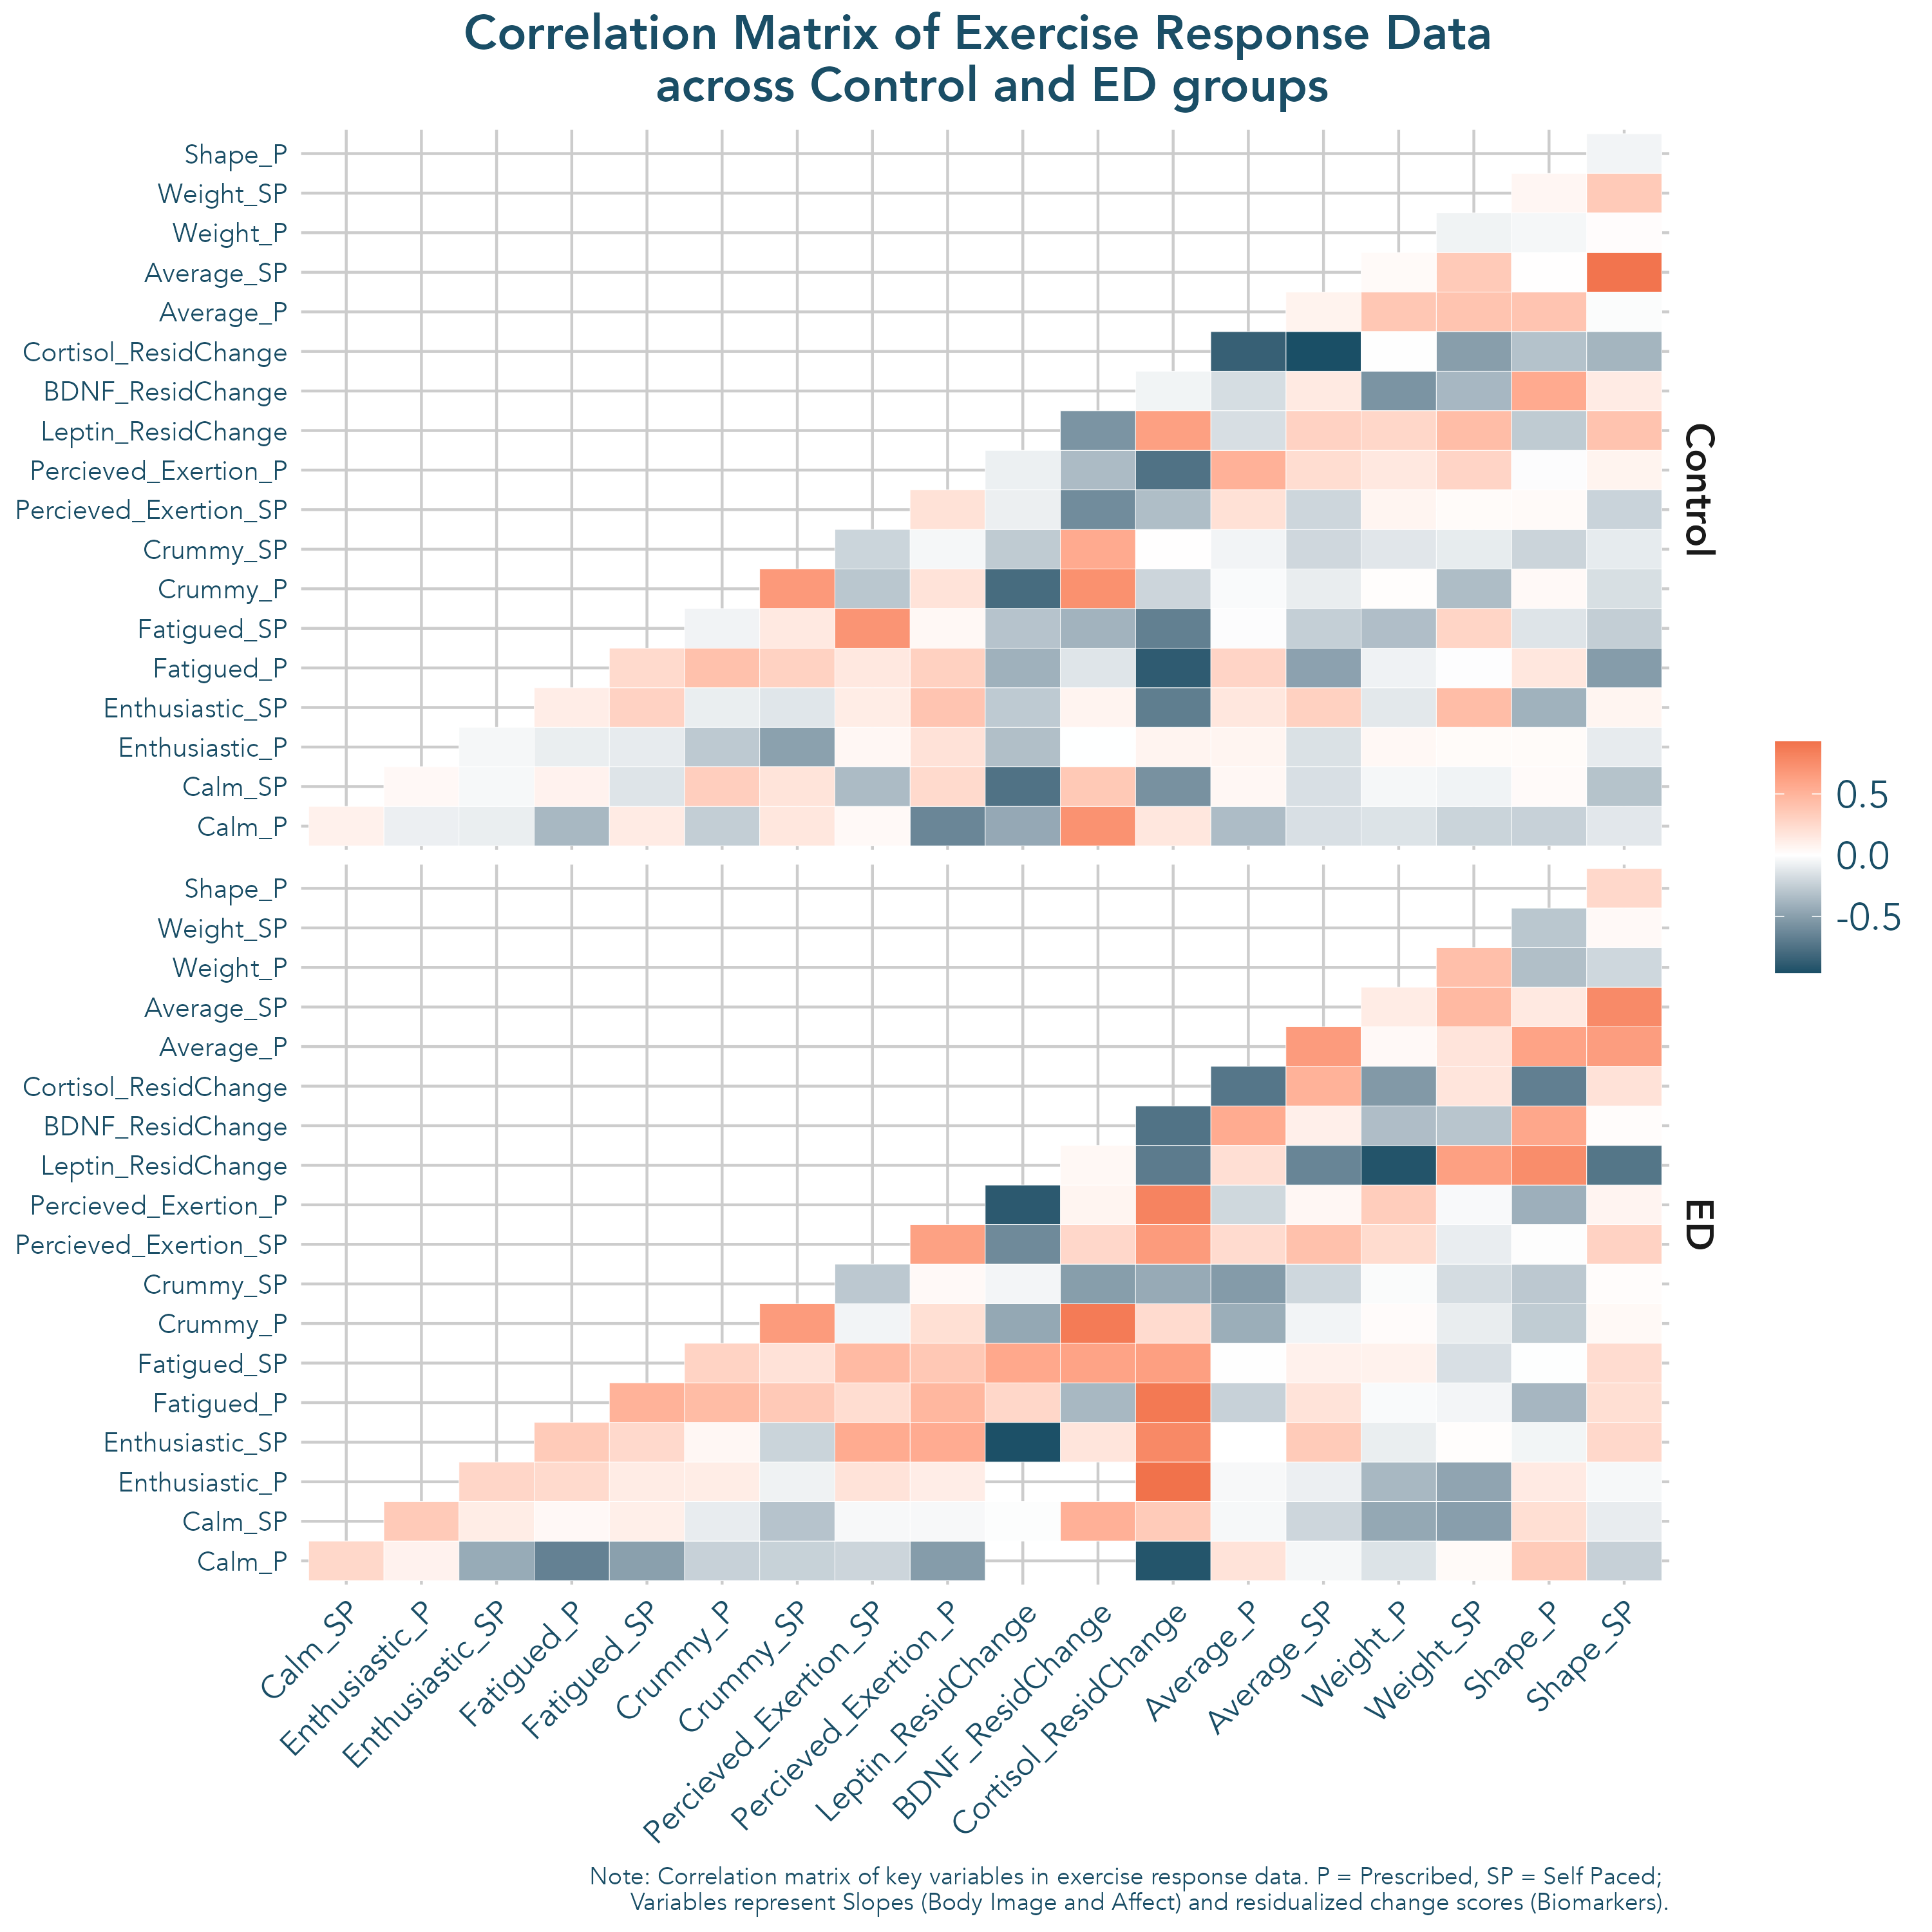 Correlation Matrix of Exercise Response Data
across Control and ED groups
Shape_P
Weight_SP
Weight_P
Average_SP
Average_P
Cortisol_ResidChange
BDNF_ResidChange
Leptin_ResidChange
Percieved_Exertion_P
Percieved_Exertion_SP
Crummy_SP
Crummy_P
Fatigued_SP
Fatigued_P
Enthusiastic_SP
Enthusiastic_P
Calm_SP
Calm_P
Control
Shape_P
Weight_SP
Weight_P
Average_SP
Average_P
Cortisol_ResidChange
BDNF_ResidChange
Leptin_ResidChange
Percieved_Exertion_P
Percieved_Exertion_SP
Crummy_SP
Crummy_P
Fatigued_SP
Fatigued_P
Enthusiastic_SP
Enthusiastic_P
Calm_SP
Calm_P
ED
0.5
0.0
-0.5
Calm_SP
Enthusiastic_P
Enthusiastic_SP
Fatigued_P
Fatigued_SP
Crummy_P
Crummy_SP
Percieved_Exertion_SP
Percieved_Exertion_P
Leptin_ResidChange
BDNF_ResidChange
Cortisol_ResidChange
Average_P
Average_SP
Weight_P
Weight_SP
Shape_P
Shape_SP
Note: Correlation matrix of key variables in exercise response data. P = Prescribed, SP = Self Paced;
Variables represent Slopes (Body Image and Affect) and residualized change scores (Biomarkers).